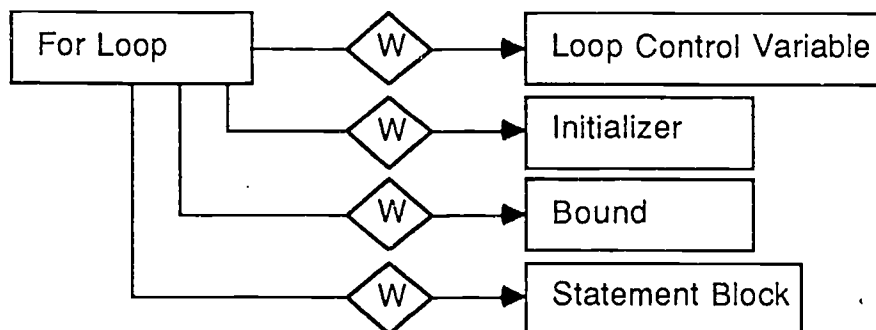 For Loop W Loop Control Variable
W Initializer
W Bound
W Statement Block